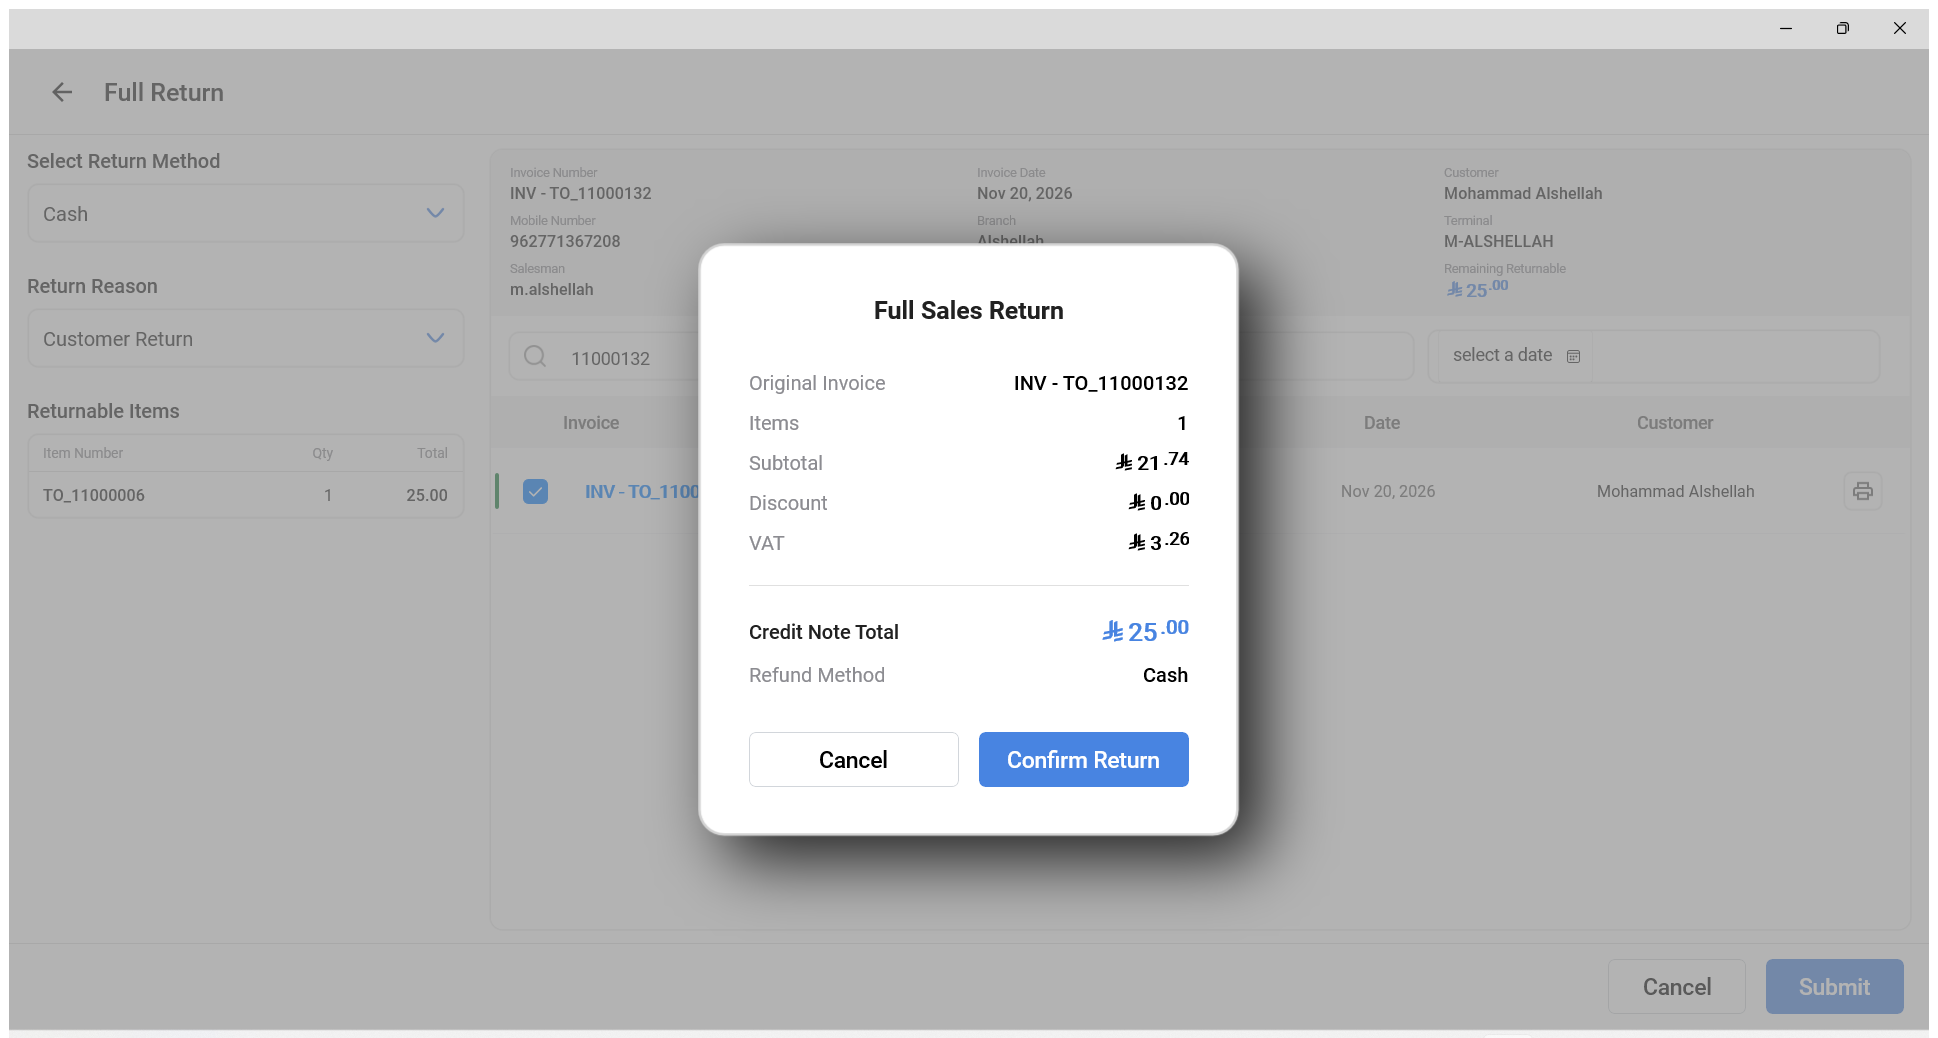 Full Return
Select Return Method
Cash
Return Reason
Customer Return
Returnable Items
Item Number Qty Total
TO_11000006 1 25.00
Invoice Number Invoice Date Customer
INV - TO_11000132 Nov 20, 2026 Mohammad Alshellah
Mobile Number Branch Terminal
962771367208 Alshellah M-ALSHELLAH
Salesman Remaining Returnable
m.alshellah ⃁ 25.00
11000132 select a date
Invoice Date Customer
INV - TO_1100 Nov 20, 2026 Mohammad Alshellah
Full Sales Return
Original Invoice INV - TO_11000132
Items 1
Subtotal ⃁ 21.74
Discount ⃁ 0.00
VAT ⃁ 3.26
Credit Note Total ⃁ 25.00
Refund Method Cash
Cancel Confirm Return
Cancel Submit